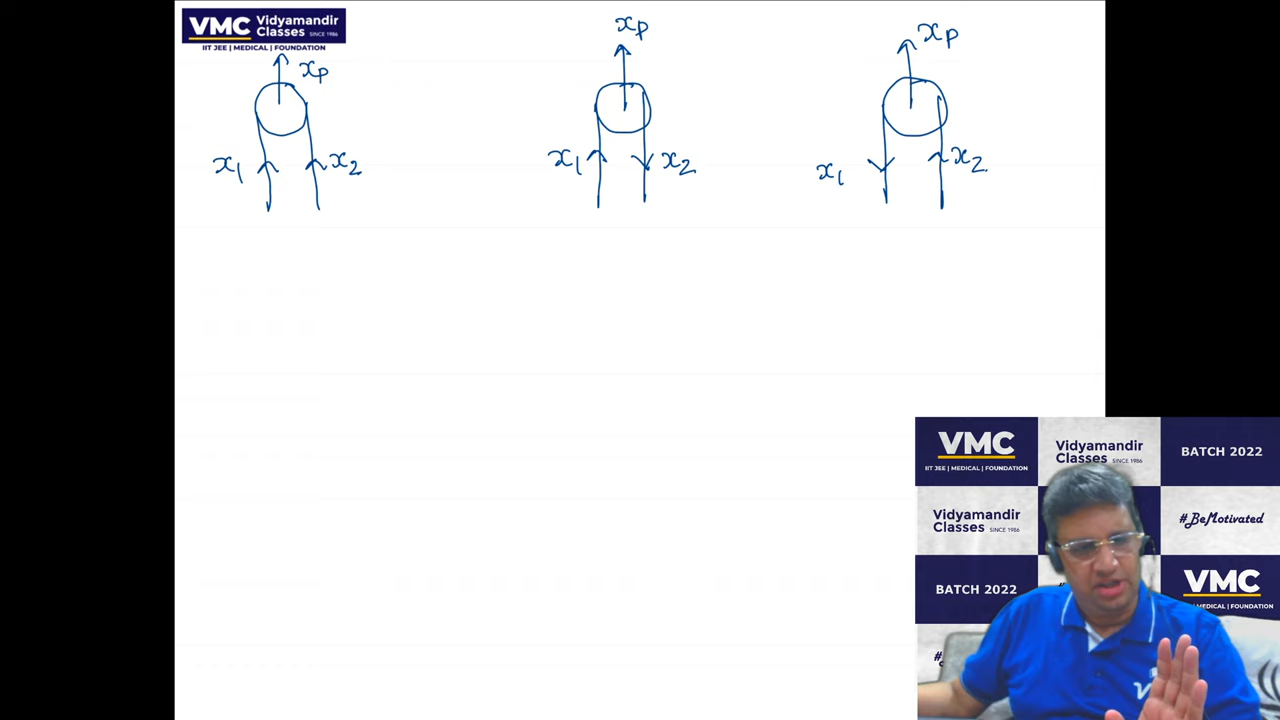 VMC Vidyamandir Classes SINCE 1986
IIT JEE | MEDICAL | FOUNDATION
xp
x1
x2
xp
x1
x2
xp
x1
x2
VMC
IIT JEE | MEDICAL | FOUNDATION
Vidyamandir
Classes SINCE 1986
BATCH 2022
Vidyamandir
Classes SINCE 1986
#BeMotivated
BATCH 2022
VMC
MEDICAL | FOUNDATION